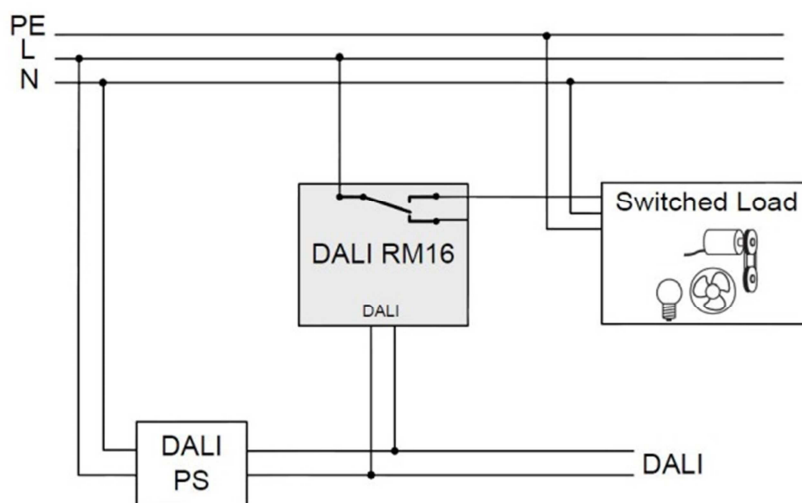 PE
L
N
Switched Load
DALI RM16
DALI
DALI
PS
DALI